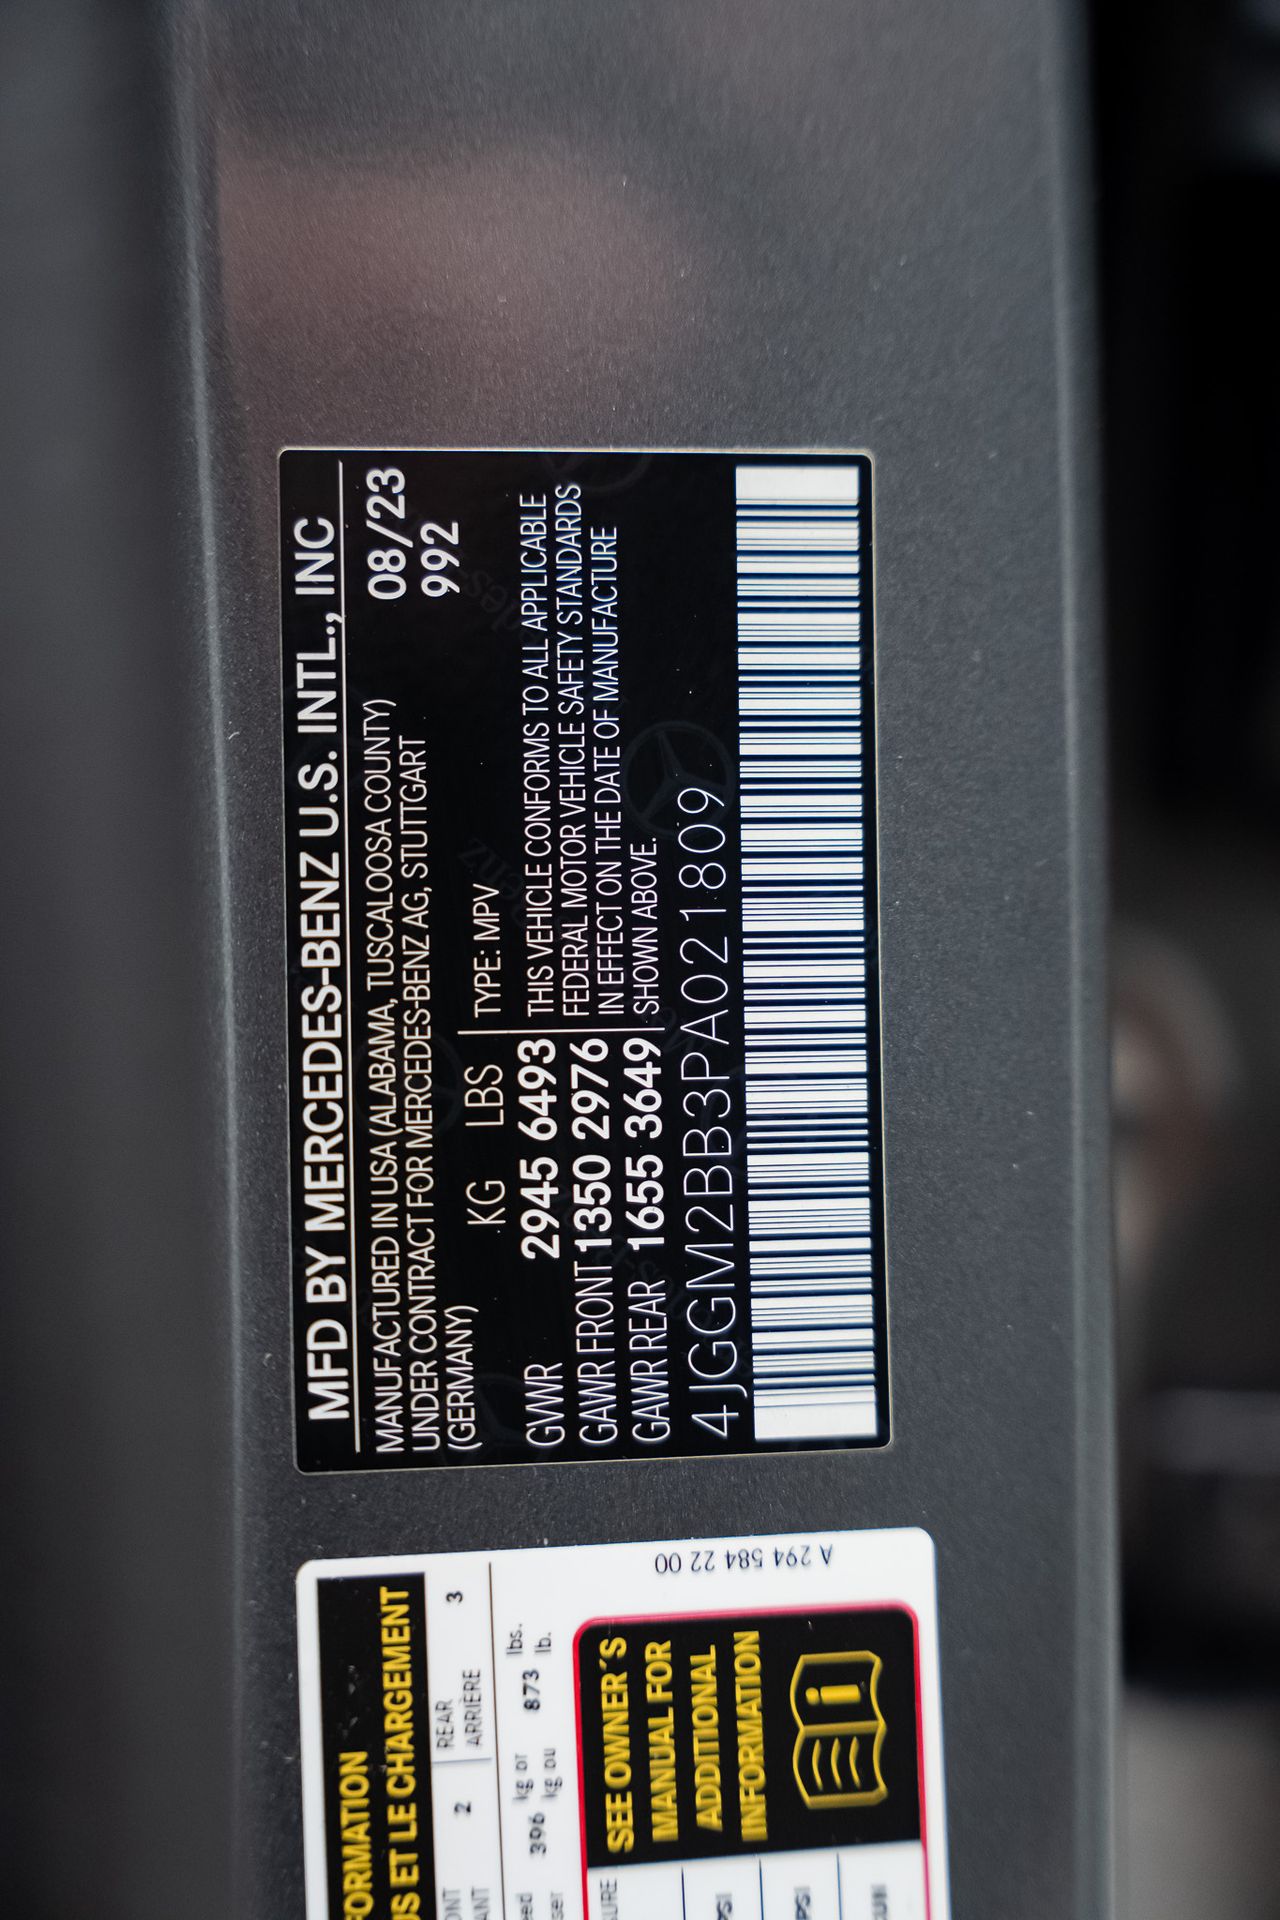 MFD BY MERCEDES-BENZ U.S. INTL., INC
MANUFACTURED IN USA (ALABAMA, TUSCALOOSA COUNTY) 08/23
UNDER CONTRACT FOR MERCEDES-BENZ AG, STUTTGART 992
(GERMANY)
KG LBS TYPE: MPV
GVWR 2945 6493 THIS VEHICLE CONFORMS TO ALL APPLICABLE
GAWR FRONT 1350 2976 FEDERAL MOTOR VEHICLE SAFETY STANDARDS
IN EFFECT ON THE DATE OF MANUFACTURE
GAWR REAR 1655 3649 SHOWN ABOVE.
4JGGM2BB3PA021809
A 294 584 22 00
REAR 3
2 ARRIÈRE
396 kg or 873 lbs.
kg ou lb.
SEE OWNER'S
MANUAL FOR
ADDITIONAL
INFORMATION
ET LE CHARGEMENT